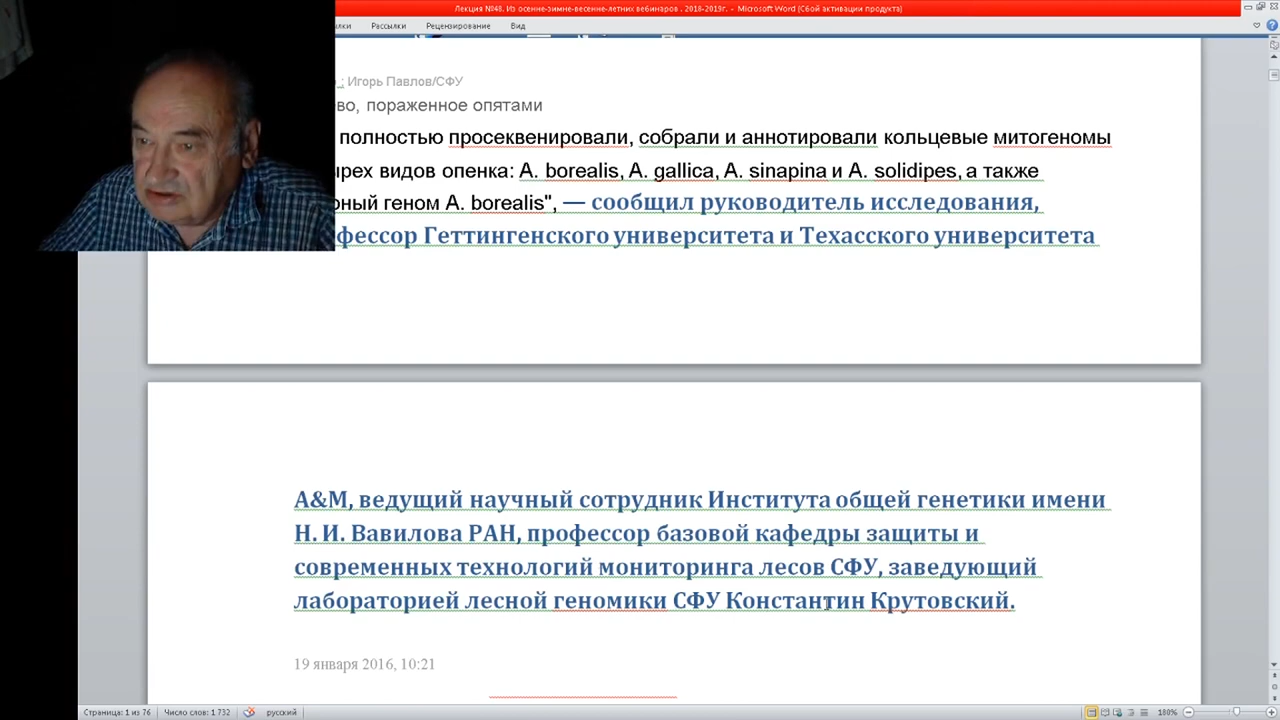 Лекция №48. Из осенне-зимне-весенне-летних вебинаров . 2018-2019г. - Microsoft Word (Сбой активации продукта)
лки Рассылки Рецензирование Вид
: Игорь Павлов/СФУ
во, пораженное опятами
полностью просеквенировали, собрали и аннотировали кольцевые митогеномы
рех видов опенка: A. borealis, A. gallica, A. sinapina и A. solidipes, а также
ный геном A. borealis", — сообщил руководитель исследования,
фессор Геттингенского университета и Техасского университета
A&M, ведущий научный сотрудник Института общей генетики имени
Н. И. Вавилова РАН, профессор базовой кафедры защиты и
современных технологий мониторинга лесов СФУ, заведующий
лабораторией лесной геномики СФУ Константин Крутовский.
19 января 2016, 10:21
Страница: 1 из 76 Число слов: 1 732 русский 180%